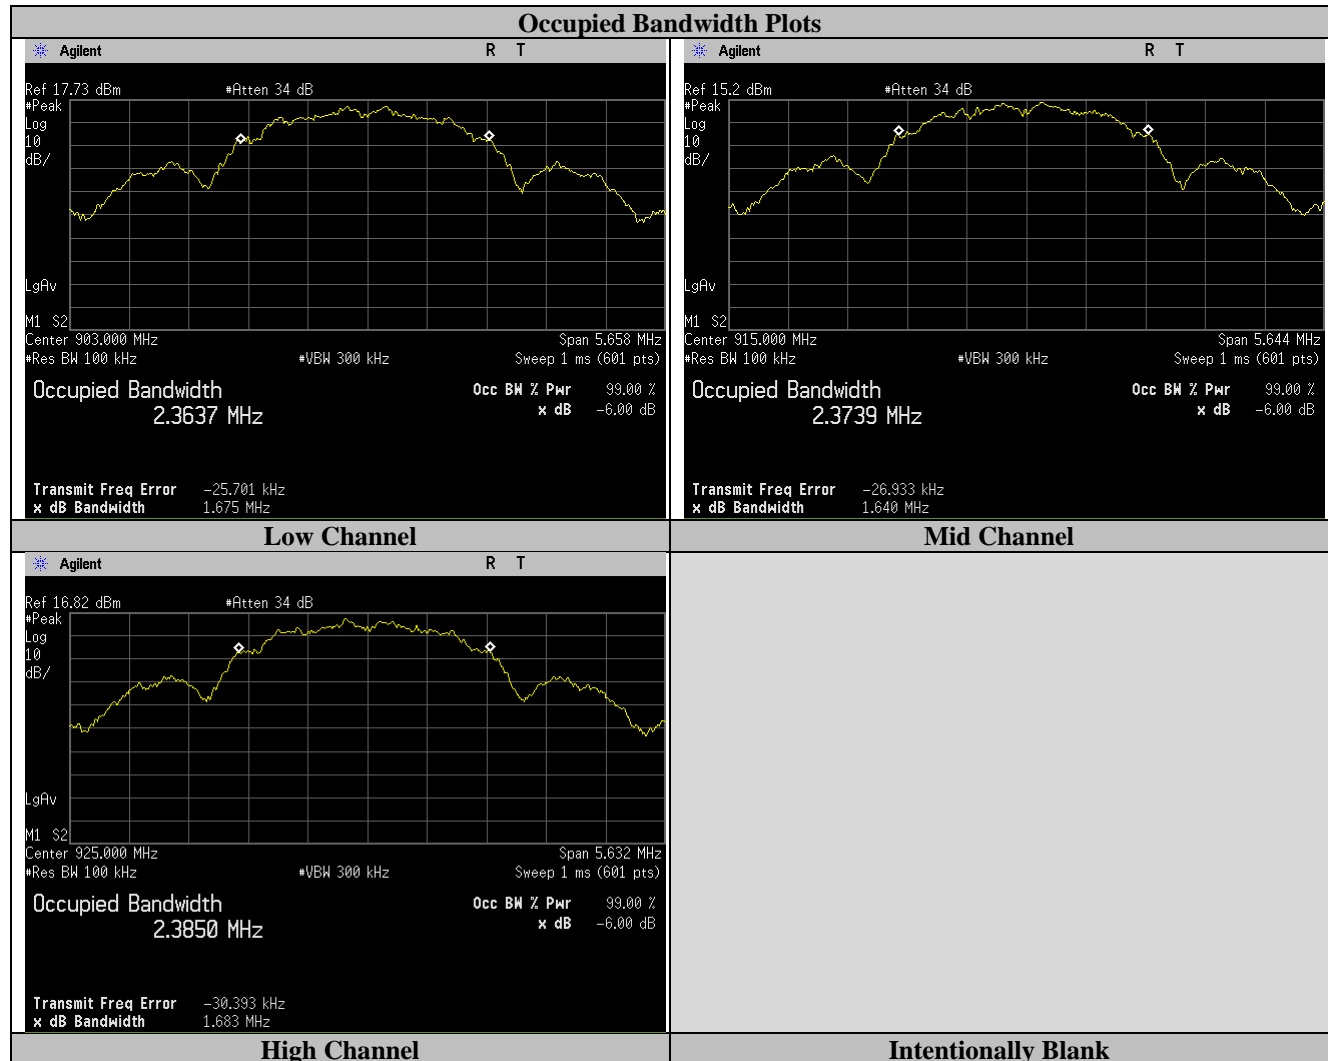 Occupied Bandwidth Plots
Agilent R T
Ref 17.73 dBm #Atten 34 dB
#Peak
Log
10
dB/
LgAv
M1 S2
Center 903.000 MHz Span 5.658 MHz
#Res BW 100 kHz #VBW 300 kHz Sweep 1 ms (601 pts)
Occupied Bandwidth Occ BW % Pwr 99.00 %
2.3637 MHz x dB -6.00 dB
Transmit Freq Error -25.701 kHz
x dB Bandwidth 1.675 MHz
Low Channel
Agilent R T
Ref 15.2 dBm #Atten 34 dB
#Peak
Log
10
dB/
LgAv
M1 S2
Center 915.000 MHz Span 5.644 MHz
#Res BW 100 kHz #VBW 300 kHz Sweep 1 ms (601 pts)
Occupied Bandwidth Occ BW % Pwr 99.00 %
2.3739 MHz x dB -6.00 dB
Transmit Freq Error -26.933 kHz
x dB Bandwidth 1.640 MHz
Mid Channel
Agilent R T
Ref 16.82 dBm #Atten 34 dB
#Peak
Log
10
dB/
LgAv
M1 S2
Center 925.000 MHz Span 5.632 MHz
#Res BW 100 kHz #VBW 300 kHz Sweep 1 ms (601 pts)
Occupied Bandwidth Occ BW % Pwr 99.00 %
2.3850 MHz x dB -6.00 dB
Transmit Freq Error -30.393 kHz
x dB Bandwidth 1.683 MHz
High Channel
Intentionally Blank